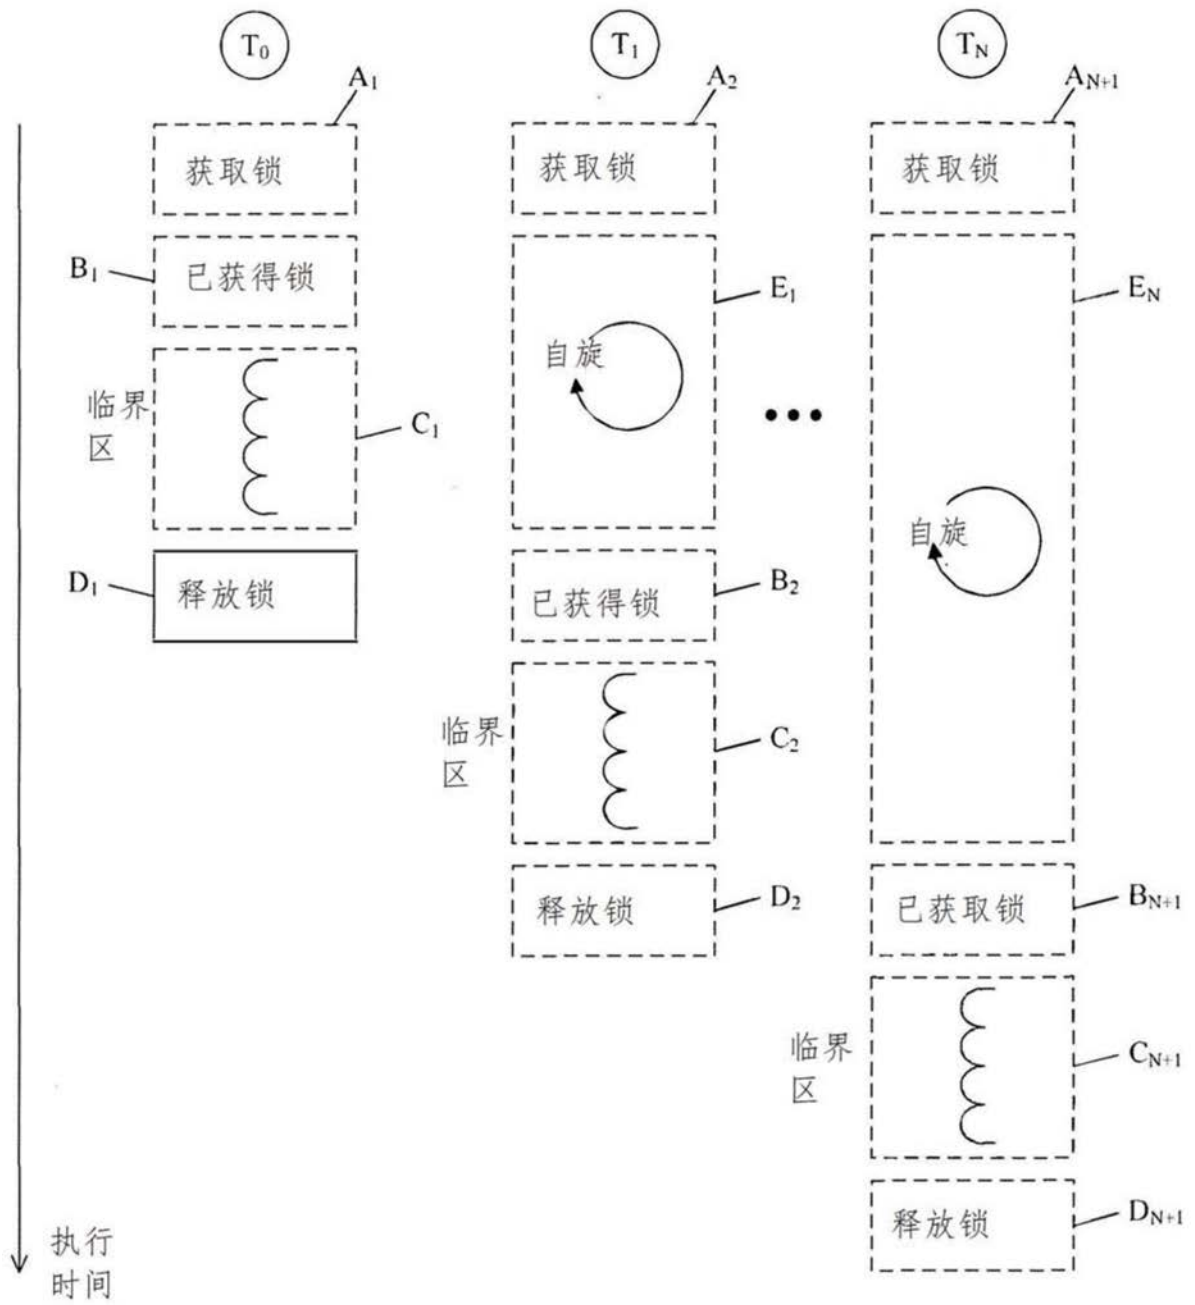 T0
T1
TN
A1
A2
AN+1
获取锁
获取锁
获取锁
B1
已获得锁
E1
EN
自旋
临界
区
C1
自旋
D1
释放锁
B2
已获得锁
临界
区
C2
释放锁
D2
已获取锁
BN+1
临界
区
CN+1
释放锁
DN+1
执行
时间